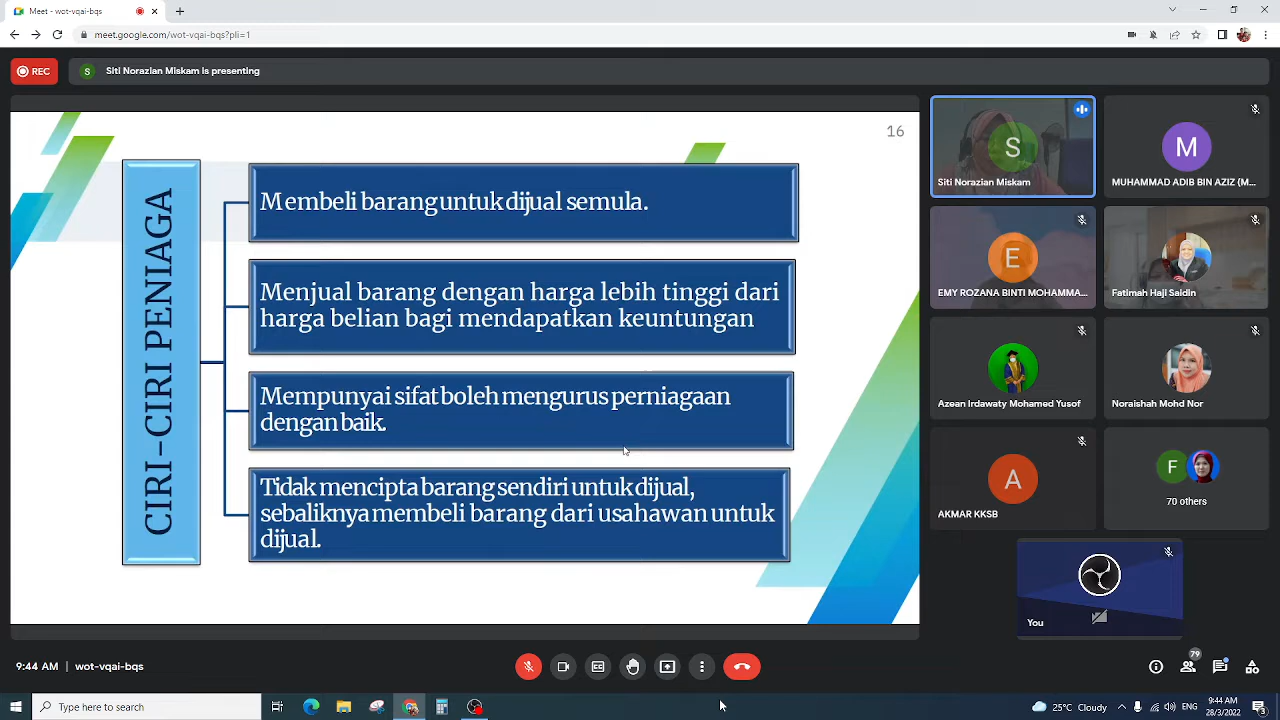 Meet - wot-vqai-bqs
meet.google.com/wot-vqai-bqs?pli=1
REC
S
Siti Norazian Miskam is presenting
16
CIRI-CIRI PENIAGA
Membeli barang untuk dijual semula.
Menjual barang dengan harga lebih tinggi dari
harga belian bagi mendapatkan keuntungan
Mempunyai sifat boleh mengurus perniagaan
dengan baik.
Tidak mencipta barang sendiri untuk dijual,
sebaliknya membeli barang dari usahawan untuk
dijual.
S
Siti Norazian Miskam
M
MUHAMMAD ADIB BIN AZIZ (M...
E
EMY ROZANA BINTI MOHAMMA...
Fatimah Haji Saidin
Azean Irdawaty Mohamed Yusof
Noraishah Mohd Nor
A
AKMAR KKSB
F
70 others
You
9:44 AM | wot-vqai-bqs
79
Type here to search
25°C Cloudy
9:44 AM
28/3/2022
3